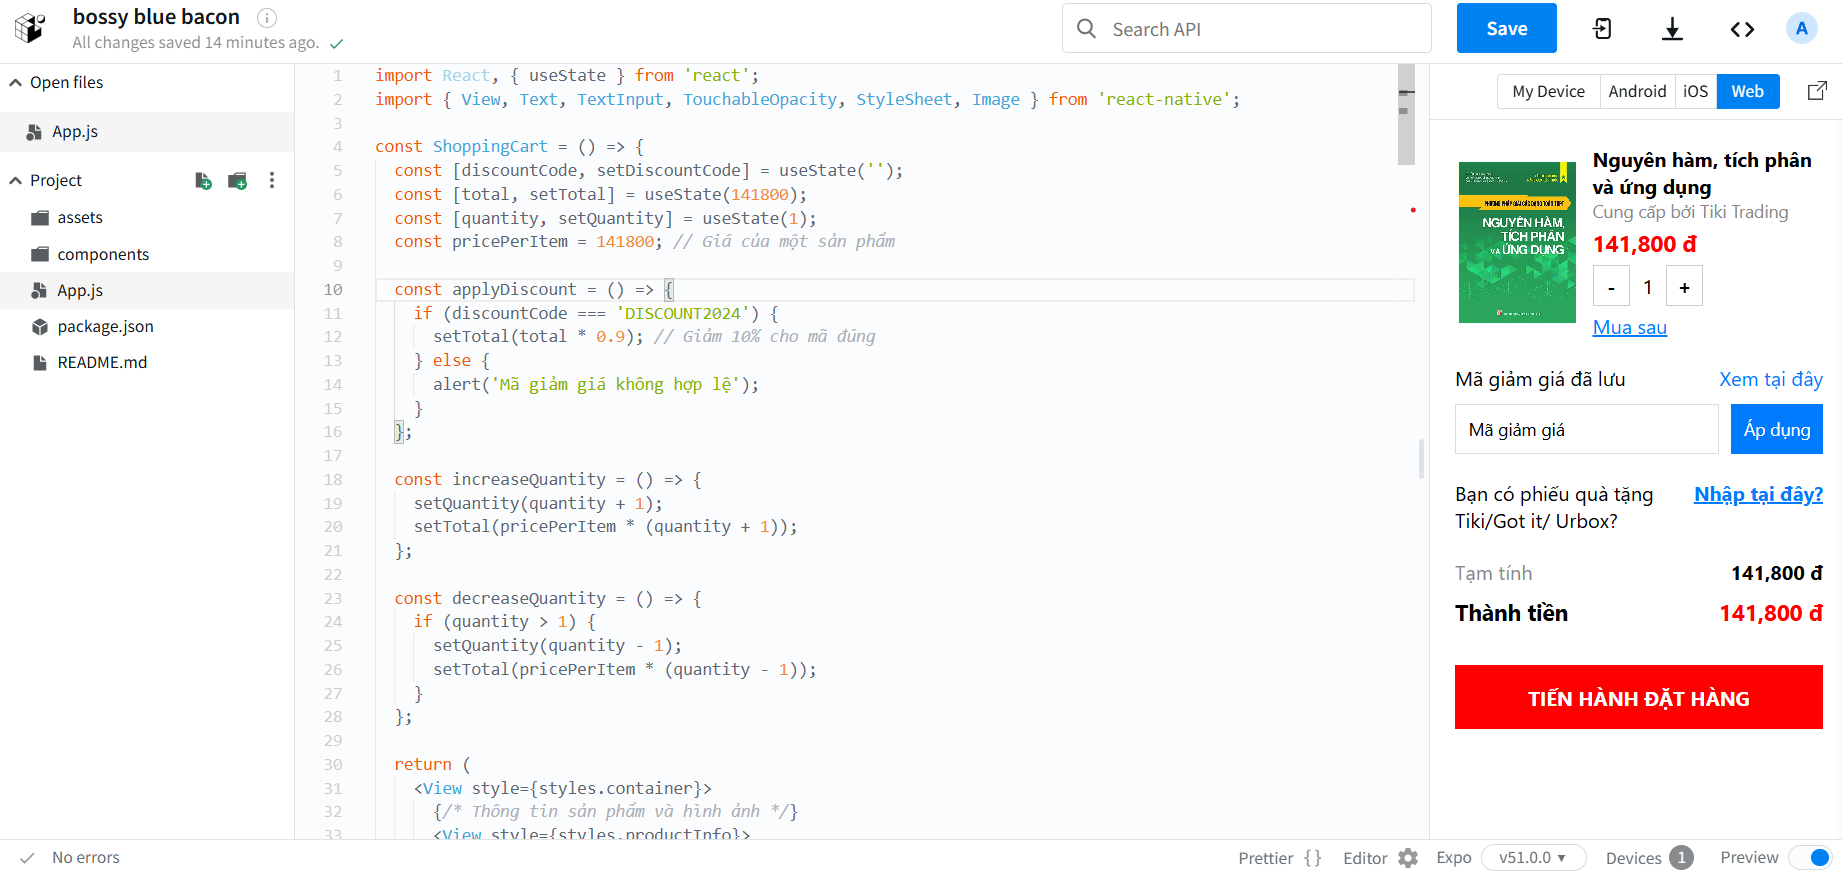 bossy blue bacon
All changes saved 14 minutes ago.
Search API
Save
A
Open files
App.js
Project
assets
components
App.js
package.json
README.md
1 import React, { useState } from 'react';
2 import { View, Text, TextInput, TouchableOpacity, StyleSheet, Image } from 'react-native';
3
4 const ShoppingCart = () => {
5 const [discountCode, setDiscountCode] = useState('');
6 const [total, setTotal] = useState(141800);
7 const [quantity, setQuantity] = useState(1);
8 const pricePerItem = 141800; // Giá của một sản phẩm
9
10 const applyDiscount = () => {
11 if (discountCode === 'DISCOUNT2024') {
12 setTotal(total * 0.9); // Giảm 10% cho mã đúng
13 } else {
14 alert('Mã giảm giá không hợp lệ');
15 }
16 };
17
18 const increaseQuantity = () => {
19 setQuantity(quantity + 1);
20 setTotal(pricePerItem * (quantity + 1));
21 };
22
23 const decreaseQuantity = () => {
24 if (quantity > 1) {
25 setQuantity(quantity - 1);
26 setTotal(pricePerItem * (quantity - 1));
27 }
28 };
29
30 return (
31 <View style={styles.container}>
32 {/* Thông tin sản phẩm và hình ảnh */}
33 <View style={styles.productInfo}>
My Device
Android
iOS
Web
NGUYÊN HÀM,
TÍCH PHÂN
VÀ ỨNG DỤNG
Nguyên hàm, tích phân
và ứng dụng
Cung cấp bởi Tiki Trading
141,800 đ
- 1 +
Mua sau
Mã giảm giá đã lưu
Xem tại đây
Mã giảm giá
Áp dụng
Bạn có phiếu quà tặng
Tiki/Got it/ Urbox?
Nhập tại đây?
Tạm tính
141,800 đ
Thành tiền
141,800 đ
TIẾN HÀNH ĐẶT HÀNG
No errors
Prettier {}
Editor
Expo
v51.0.0
Devices 1
Preview